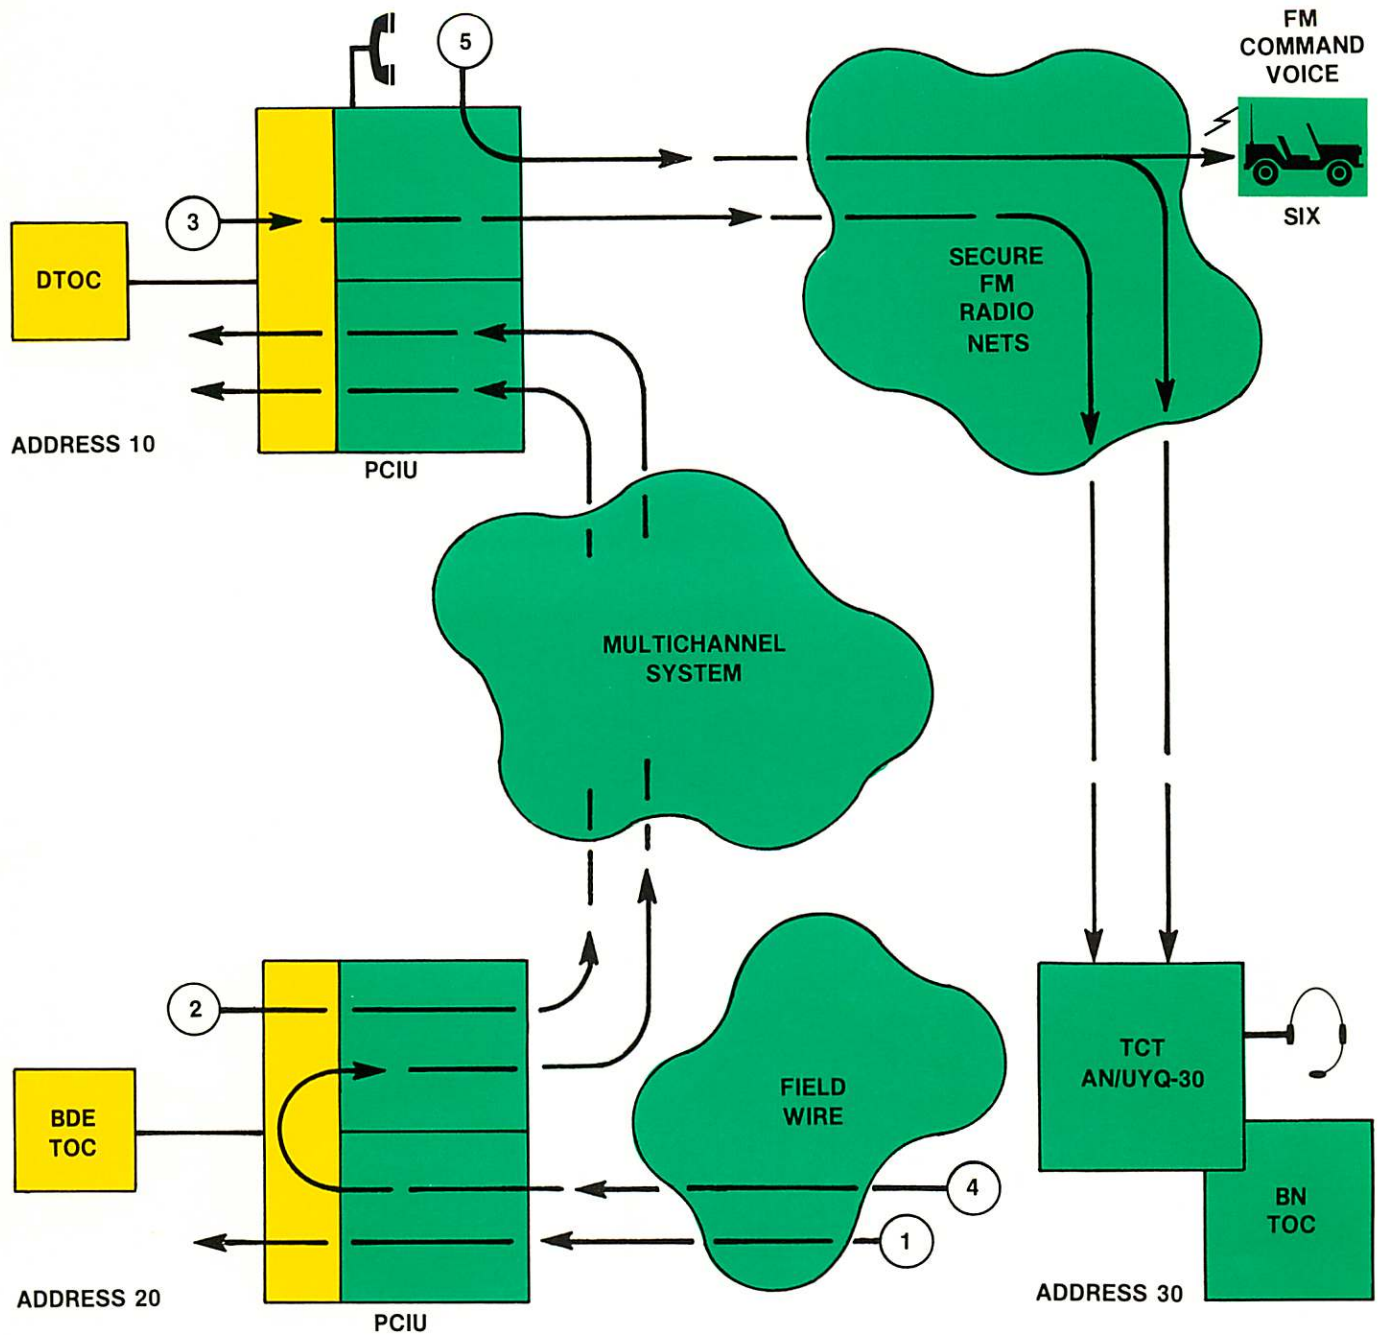 FM
COMMAND
VOICE
5
3
SIX
DTOC
SECURE
FM
RADIO
NETS
ADDRESS 10
PCIU
MULTICHANNEL
SYSTEM
2
TCT
AN/UYQ-30
FIELD
WIRE
BDE
TOC
4
BN
TOC
1
ADDRESS 20
ADDRESS 30
PCIU